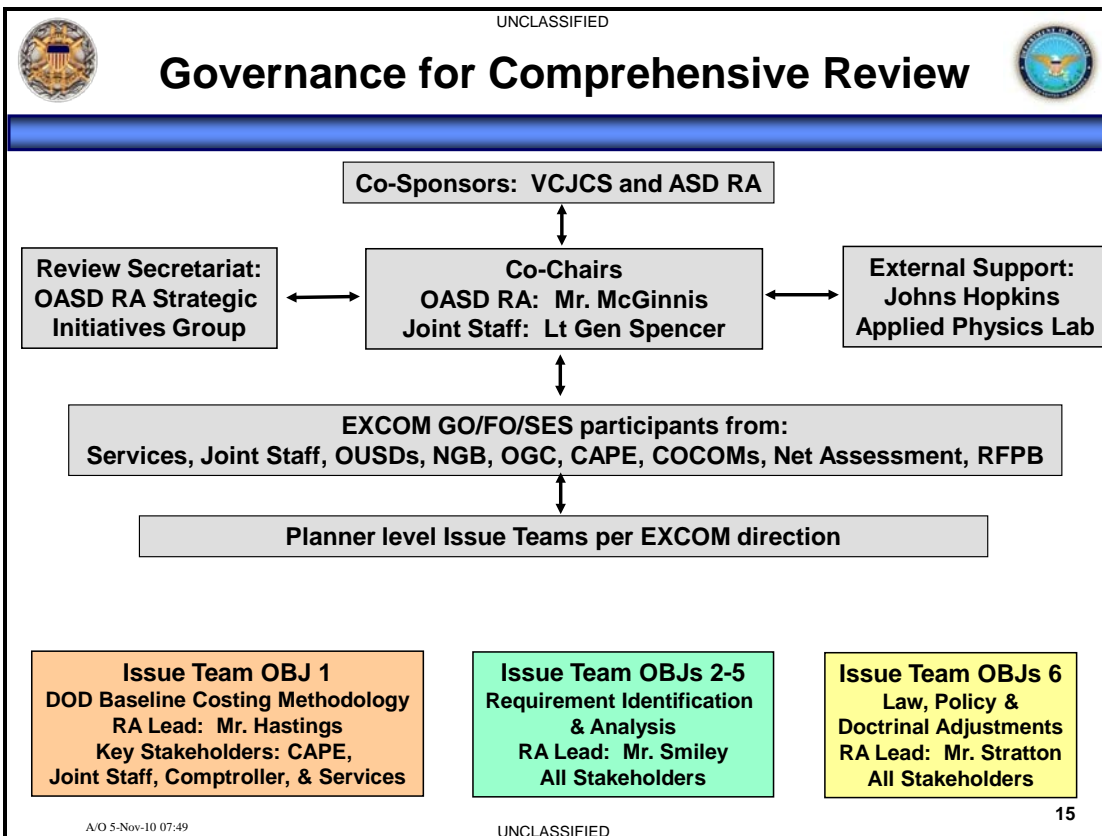 UNCLASSIFIED
Governance for Comprehensive Review
Co-Sponsors: VCJCS and ASD RA
Review Secretariat:
OASD RA Strategic
Initiatives Group
Co-Chairs
OASD RA: Mr. McGinnis
Joint Staff: Lt Gen Spencer
External Support:
Johns Hopkins
Applied Physics Lab
EXCOM GO/FO/SES participants from:
Services, Joint Staff, OUSDs, NGB, OGC, CAPE, COCOMs, Net Assessment, RFPB
Planner level Issue Teams per EXCOM direction
Issue Team OBJ 1
DOD Baseline Costing Methodology
RA Lead: Mr. Hastings
Key Stakeholders: CAPE,
Joint Staff, Comptroller, & Services
Issue Team OBJs 2-5
Requirement Identification
& Analysis
RA Lead: Mr. Smiley
All Stakeholders
Issue Team OBJs 6
Law, Policy &
Doctrinal Adjustments
RA Lead: Mr. Stratton
All Stakeholders
A/O 5-Nov-10 07:49
UNCLASSIFIED
15